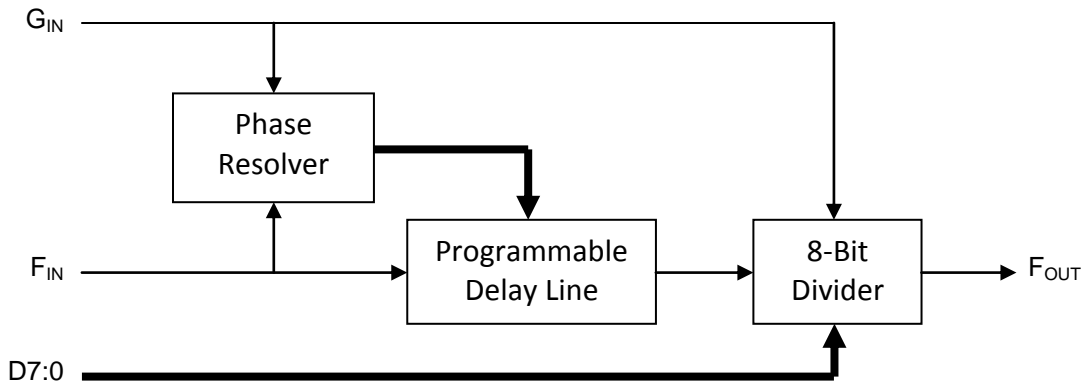 G_IN
Phase
Resolver
F_IN
Programmable
Delay Line
8-Bit
Divider
F_OUT
D7:0